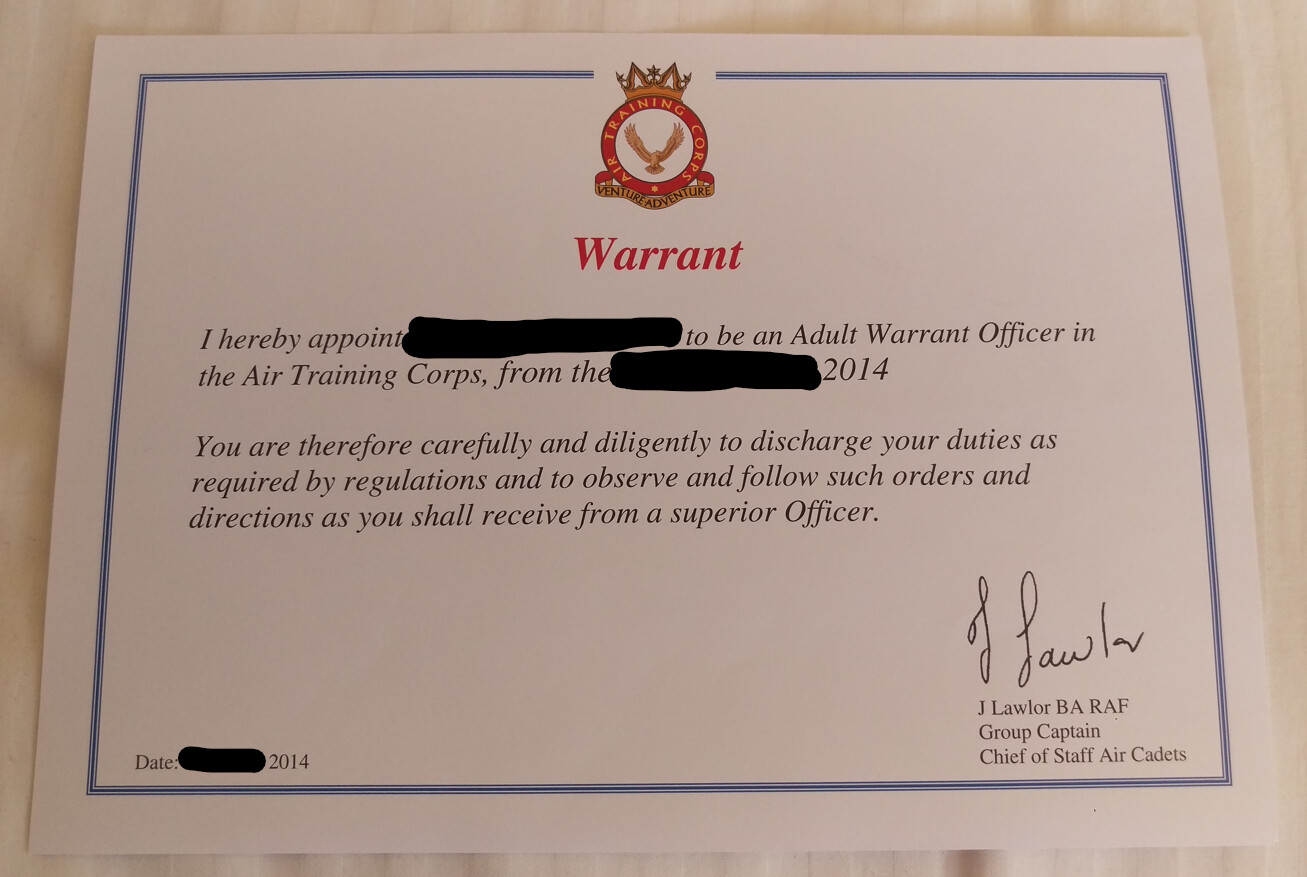 AIR TRAINING CORPS
VENTURE ADVENTURE
Warrant
I hereby appoint to be an Adult Warrant Officer in
the Air Training Corps, from the 2014
You are therefore carefully and diligently to discharge your duties as
required by regulations and to observe and follow such orders and
directions as you shall receive from a superior Officer.
J Lawlor
J Lawlor BA RAF
Group Captain
Chief of Staff Air Cadets
Date: 2014